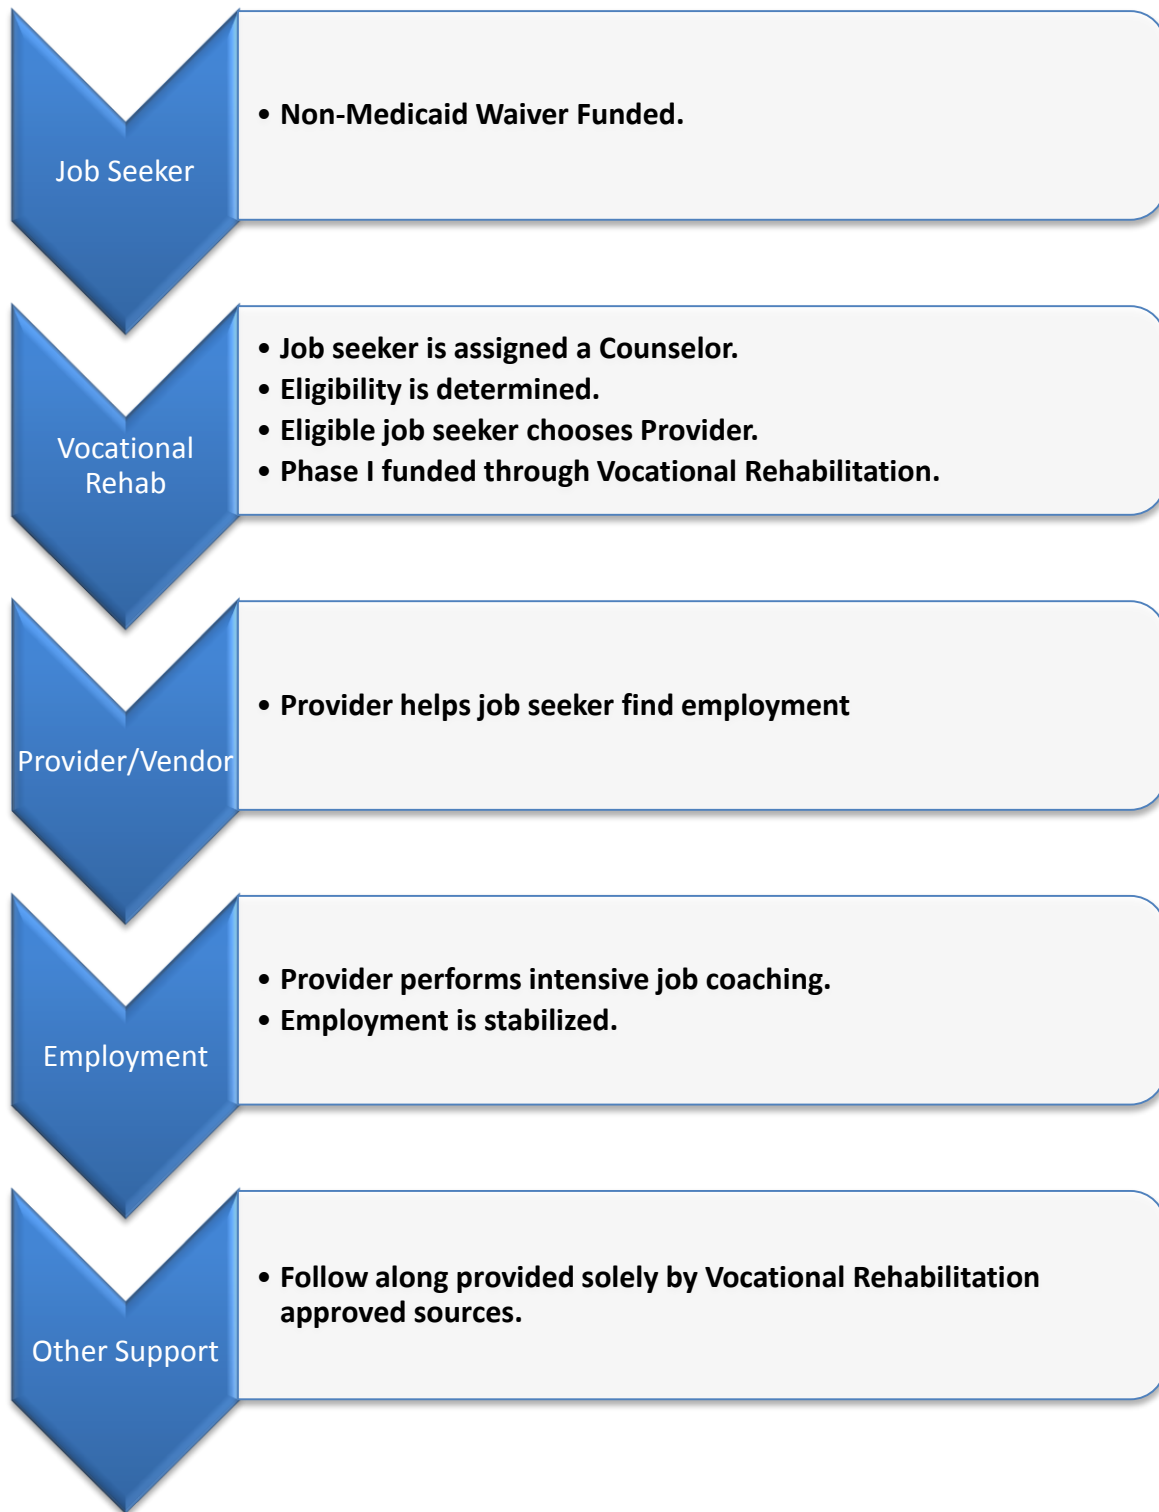 Job Seeker
• Non-Medicaid Waiver Funded.
Vocational
Rehab
• Job seeker is assigned a Counselor.
• Eligibility is determined.
• Eligible job seeker chooses Provider.
• Phase I funded through Vocational Rehabilitation.
Provider/Vendor
• Provider helps job seeker find employment
Employment
• Provider performs intensive job coaching.
• Employment is stabilized.
Other Support
• Follow along provided solely by Vocational Rehabilitation
approved sources.